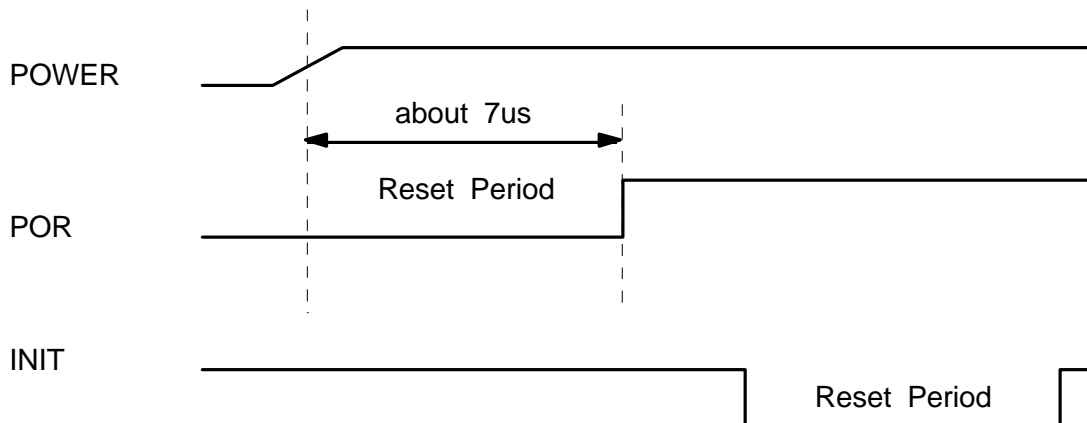 POWER
about 7us
Reset Period
POR
INIT
Reset Period